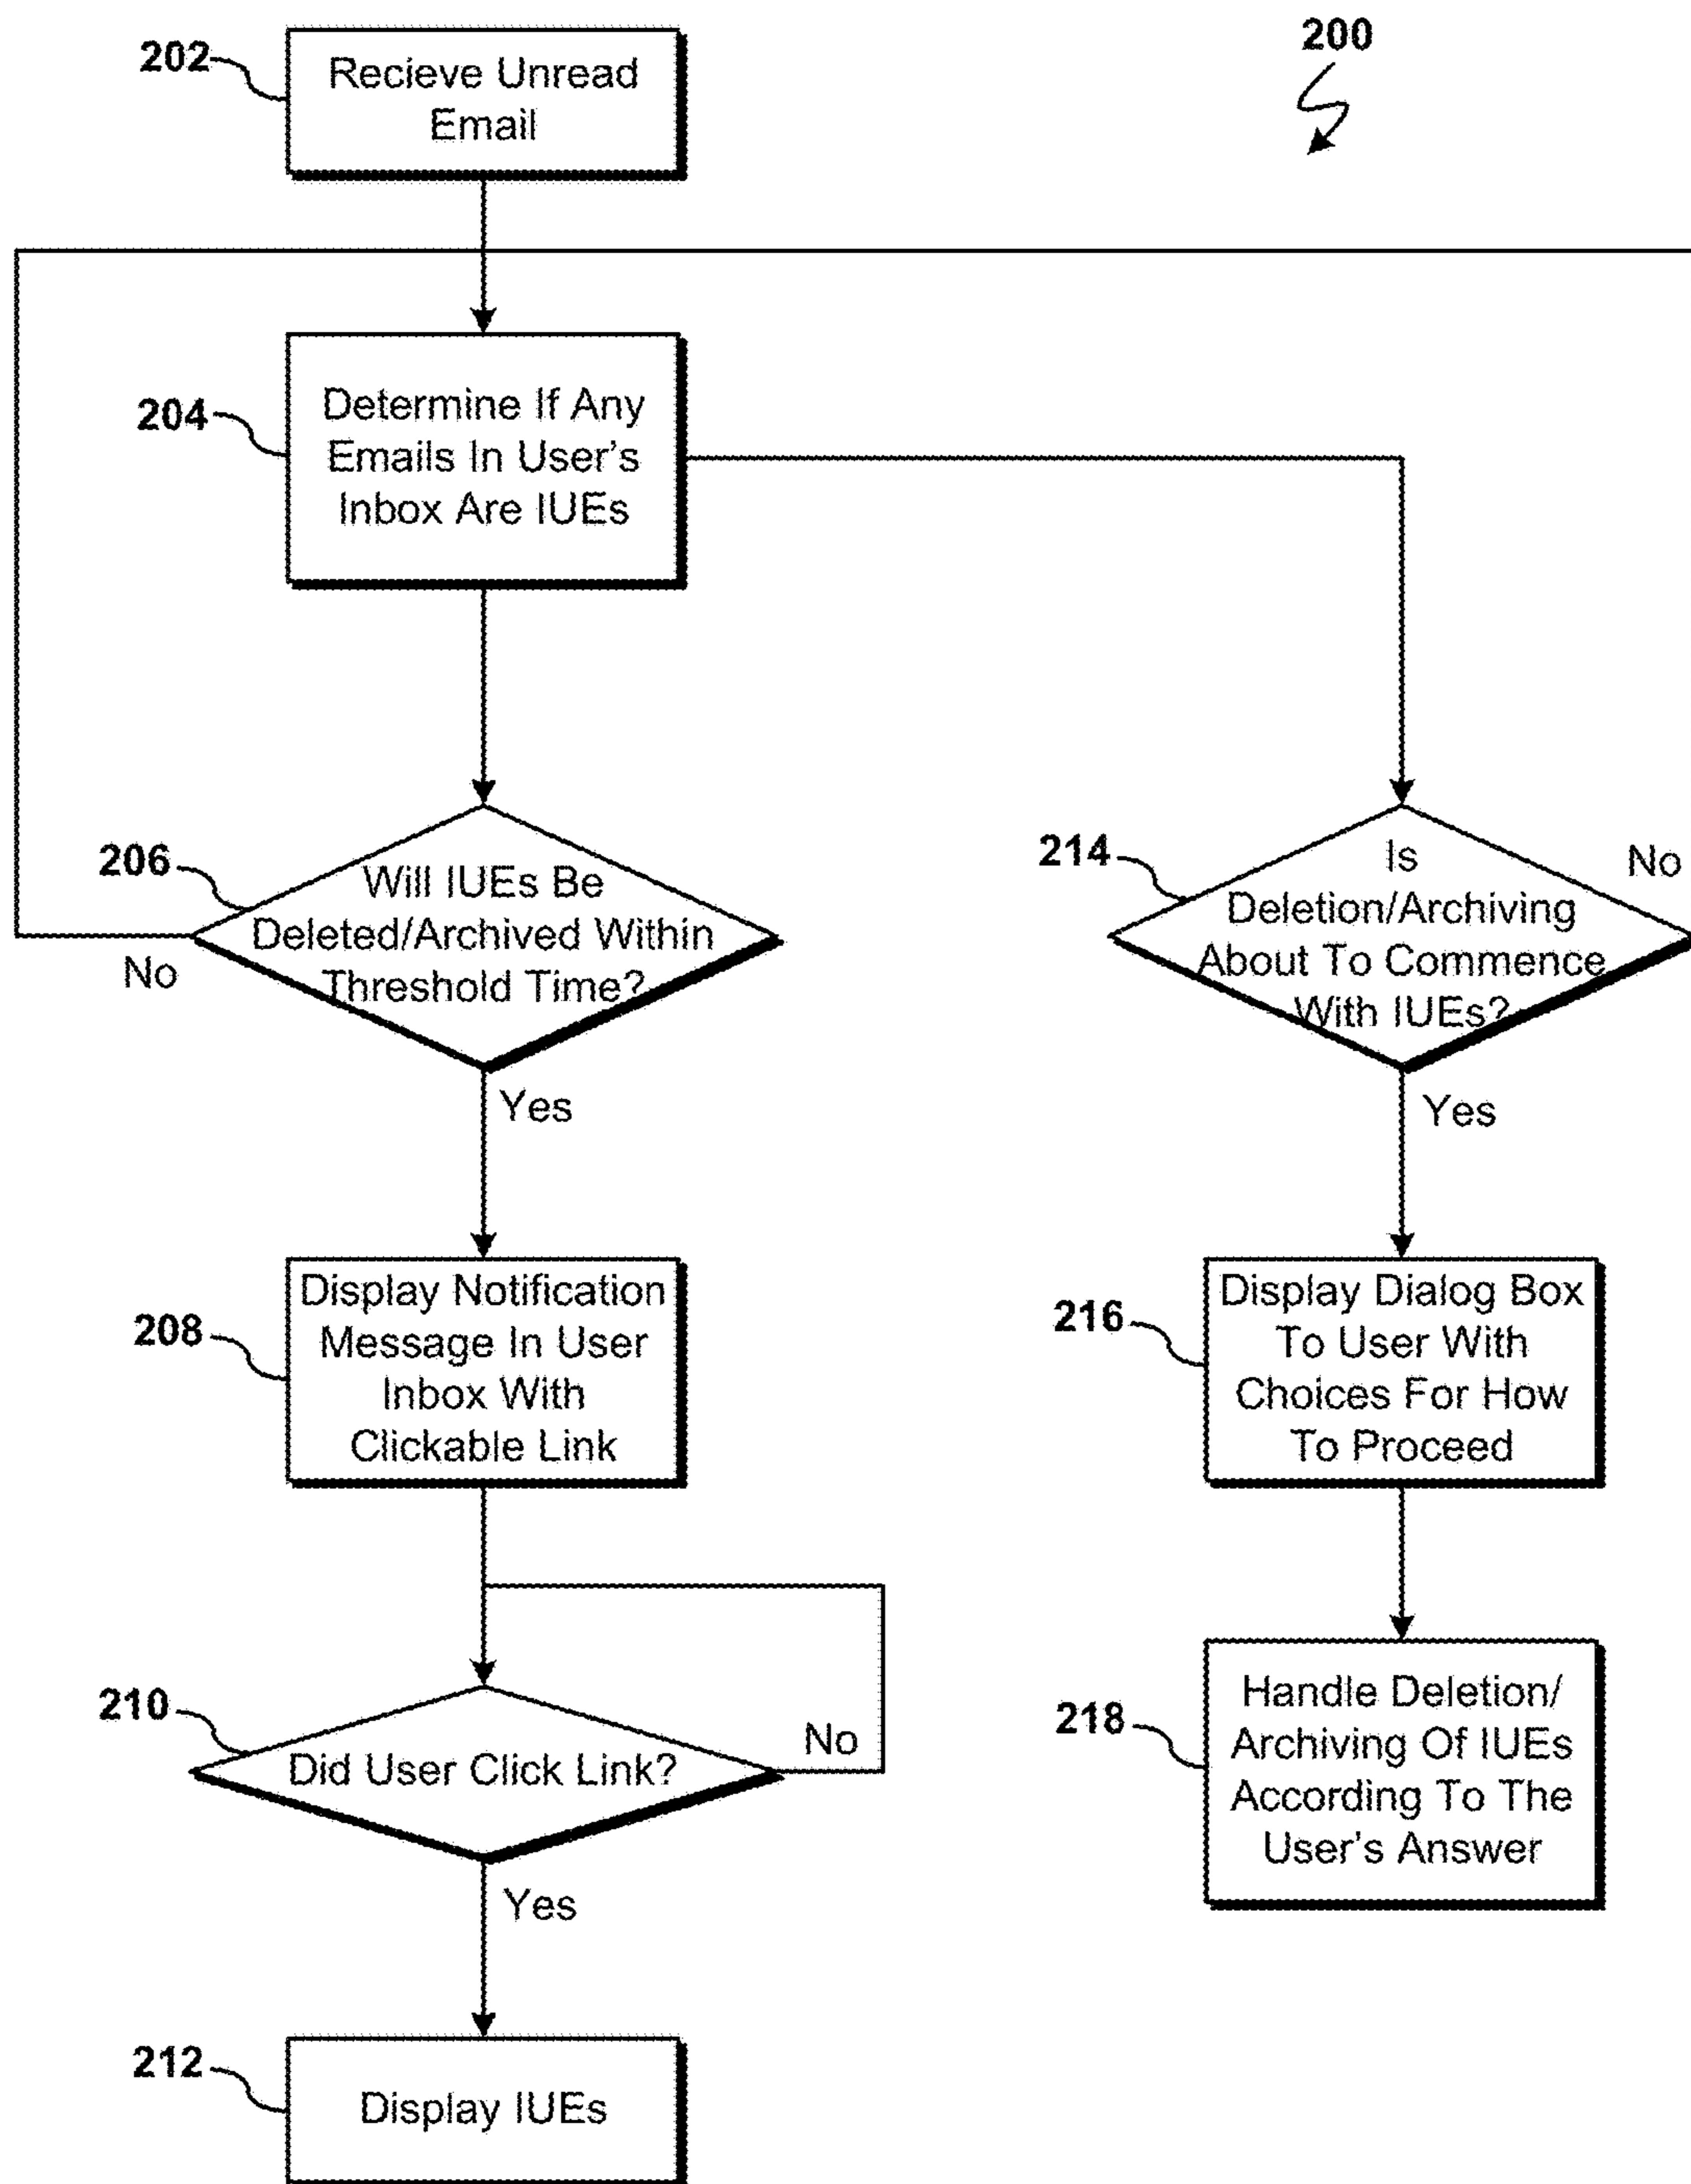 200
202
Recieve Unread
Email
204
Determine If Any
Emails In User's
Inbox Are IUEs
206
Will IUEs Be
Deleted/Archived Within
Threshold Time?
No
Yes
208
Display Notification
Message In User
Inbox With
Clickable Link
210
Did User Click Link?
No
Yes
212
Display IUEs
214
Is
Deletion/Archiving
About To Commence
With IUEs?
No
Yes
216
Display Dialog Box
To User With
Choices For How
To Proceed
218
Handle Deletion/
Archiving Of IUEs
According To The
User's Answer